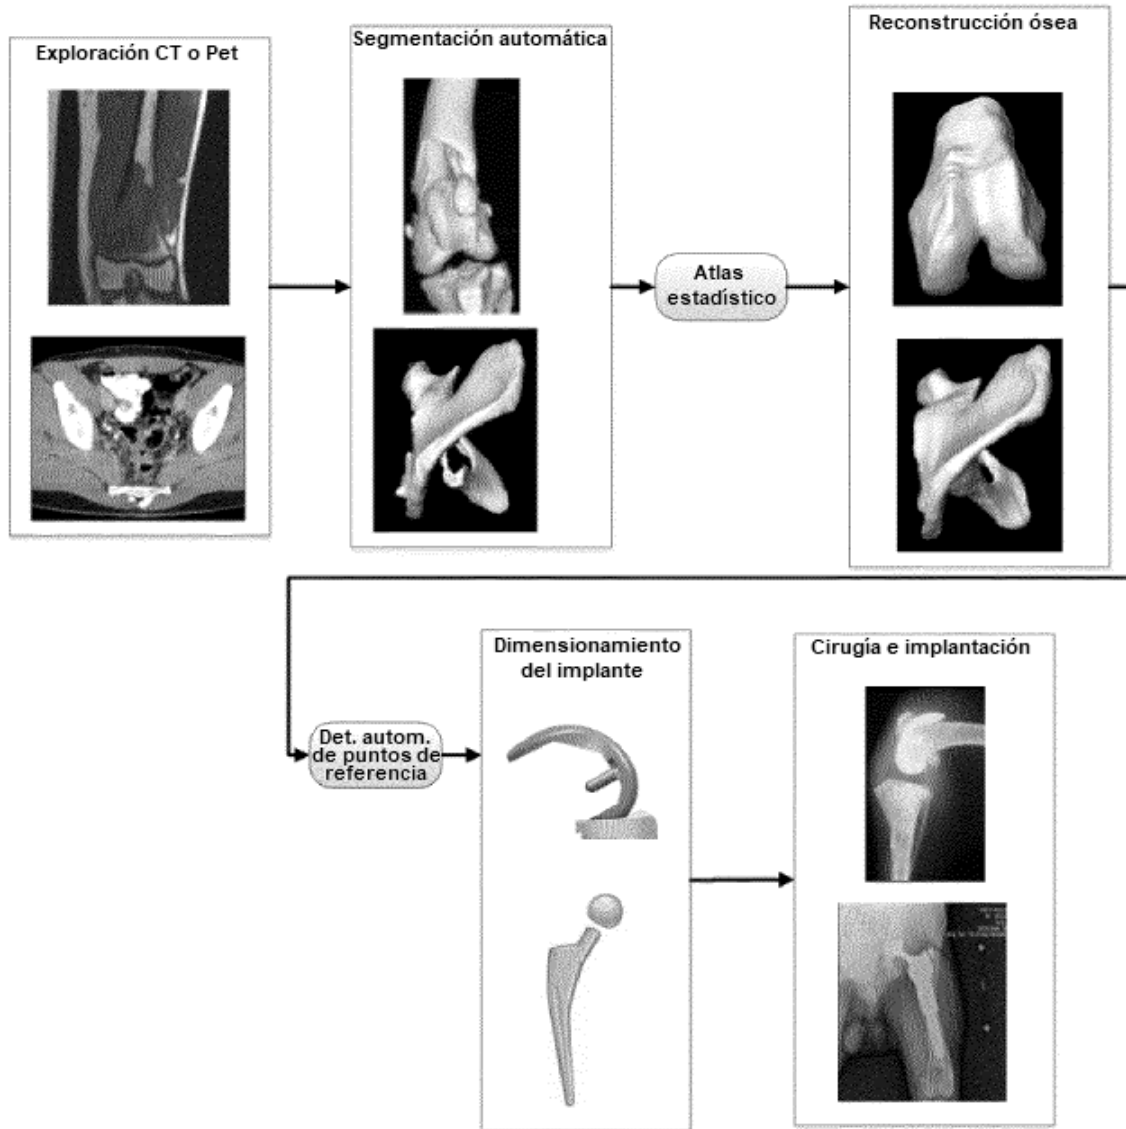 Exploración CT o Pet
Segmentación automática
Atlas
estadístico
Reconstrucción ósea
Det. autom.
de puntos de
referencia
Dimensionamiento
del implante
Cirugía e implantación